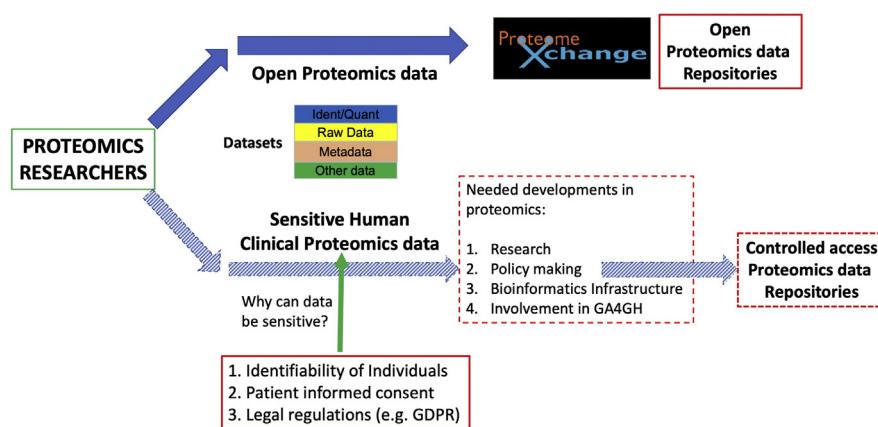 Proteome
Xchange
Open
Proteomics data
Repositories
Open Proteomics data
Datasets
Ident/Quant
Raw Data
Metadata
Other data
PROTEOMICS
RESEARCHERS
Sensitive Human
Clinical Proteomics data
Why can data
be sensitive?
1. Identifiability of Individuals
2. Patient informed consent
3. Legal regulations (e.g. GDPR)
Needed developments in
proteomics:
1. Research
2. Policy making
3. Bioinformatics Infrastructure
4. Involvement in GA4GH
Controlled access
Proteomics data
Repositories